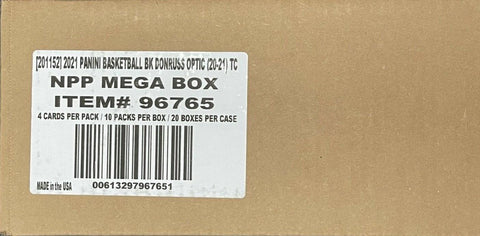 [201152] 2021 PANINI BASKETBALL BK DONRUSS OPTIC (20-21) TC
NPP MEGA BOX
ITEM# 96765
4 CARDS PER PACK / 10 PACKS PER BOX / 20 BOXES PER CASE
MADE in the USA
00613297967651